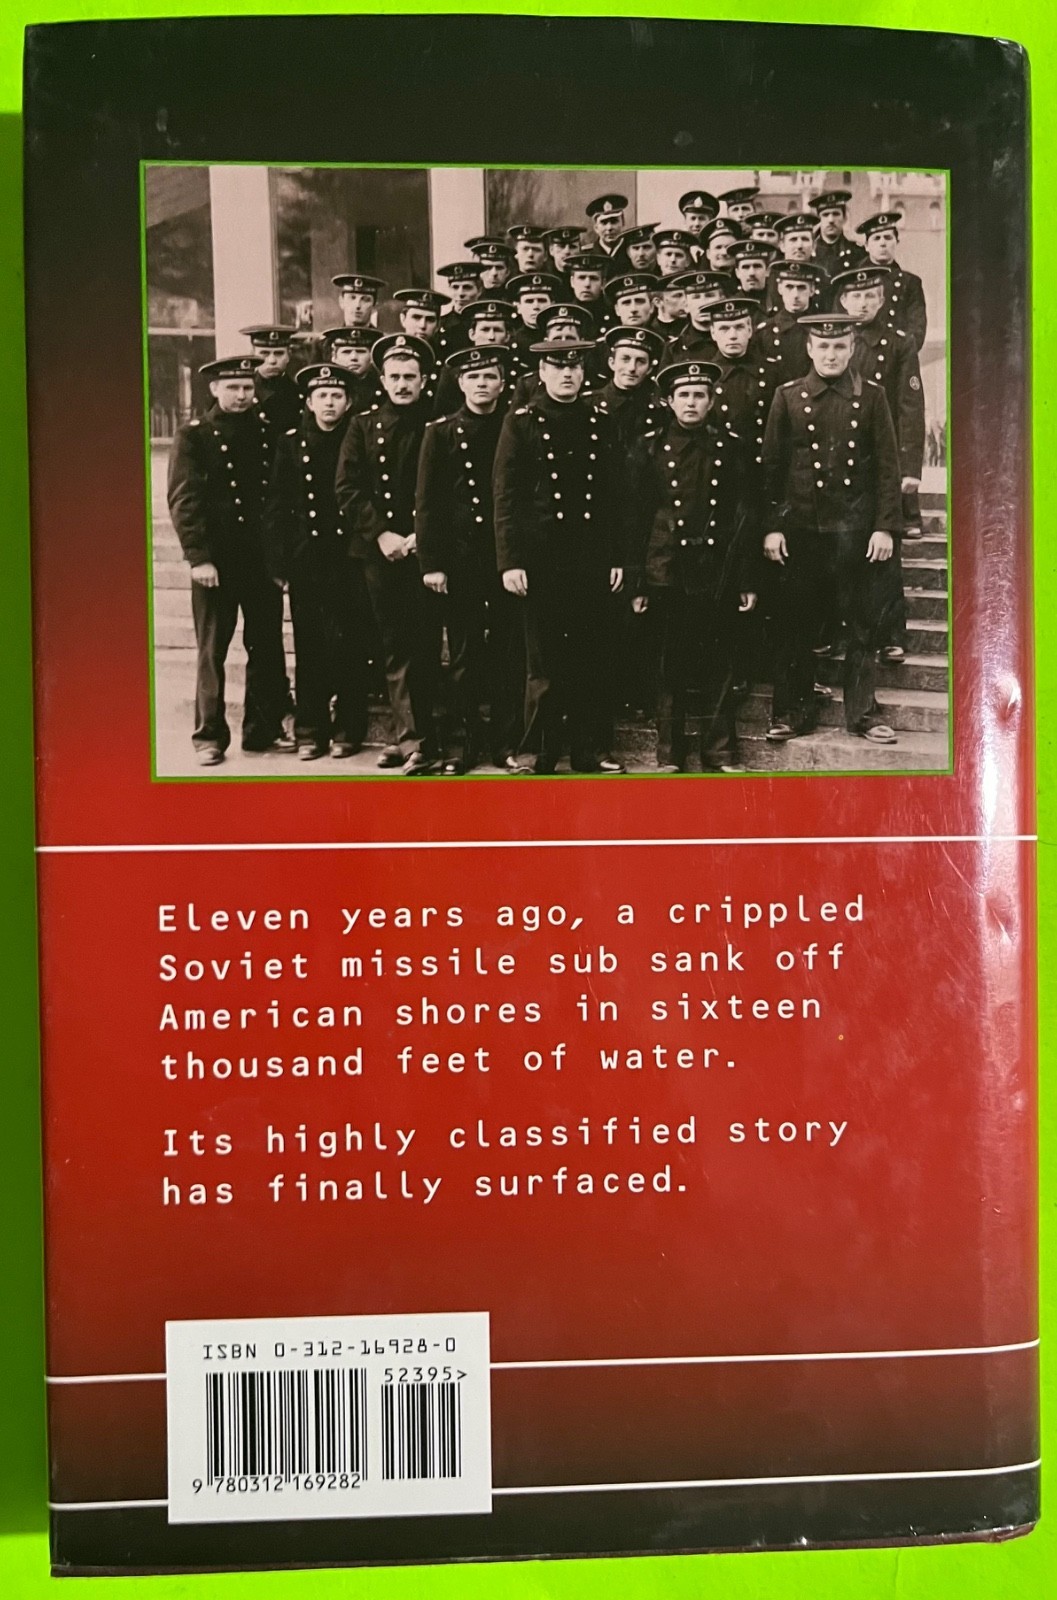 Eleven years ago, a crippled
Soviet missile sub sank off
American shores in sixteen
thousand feet of water.
Its highly classified story
has finally surfaced.
ISBN 0-312-16928-0
52395>
9 780312 169282